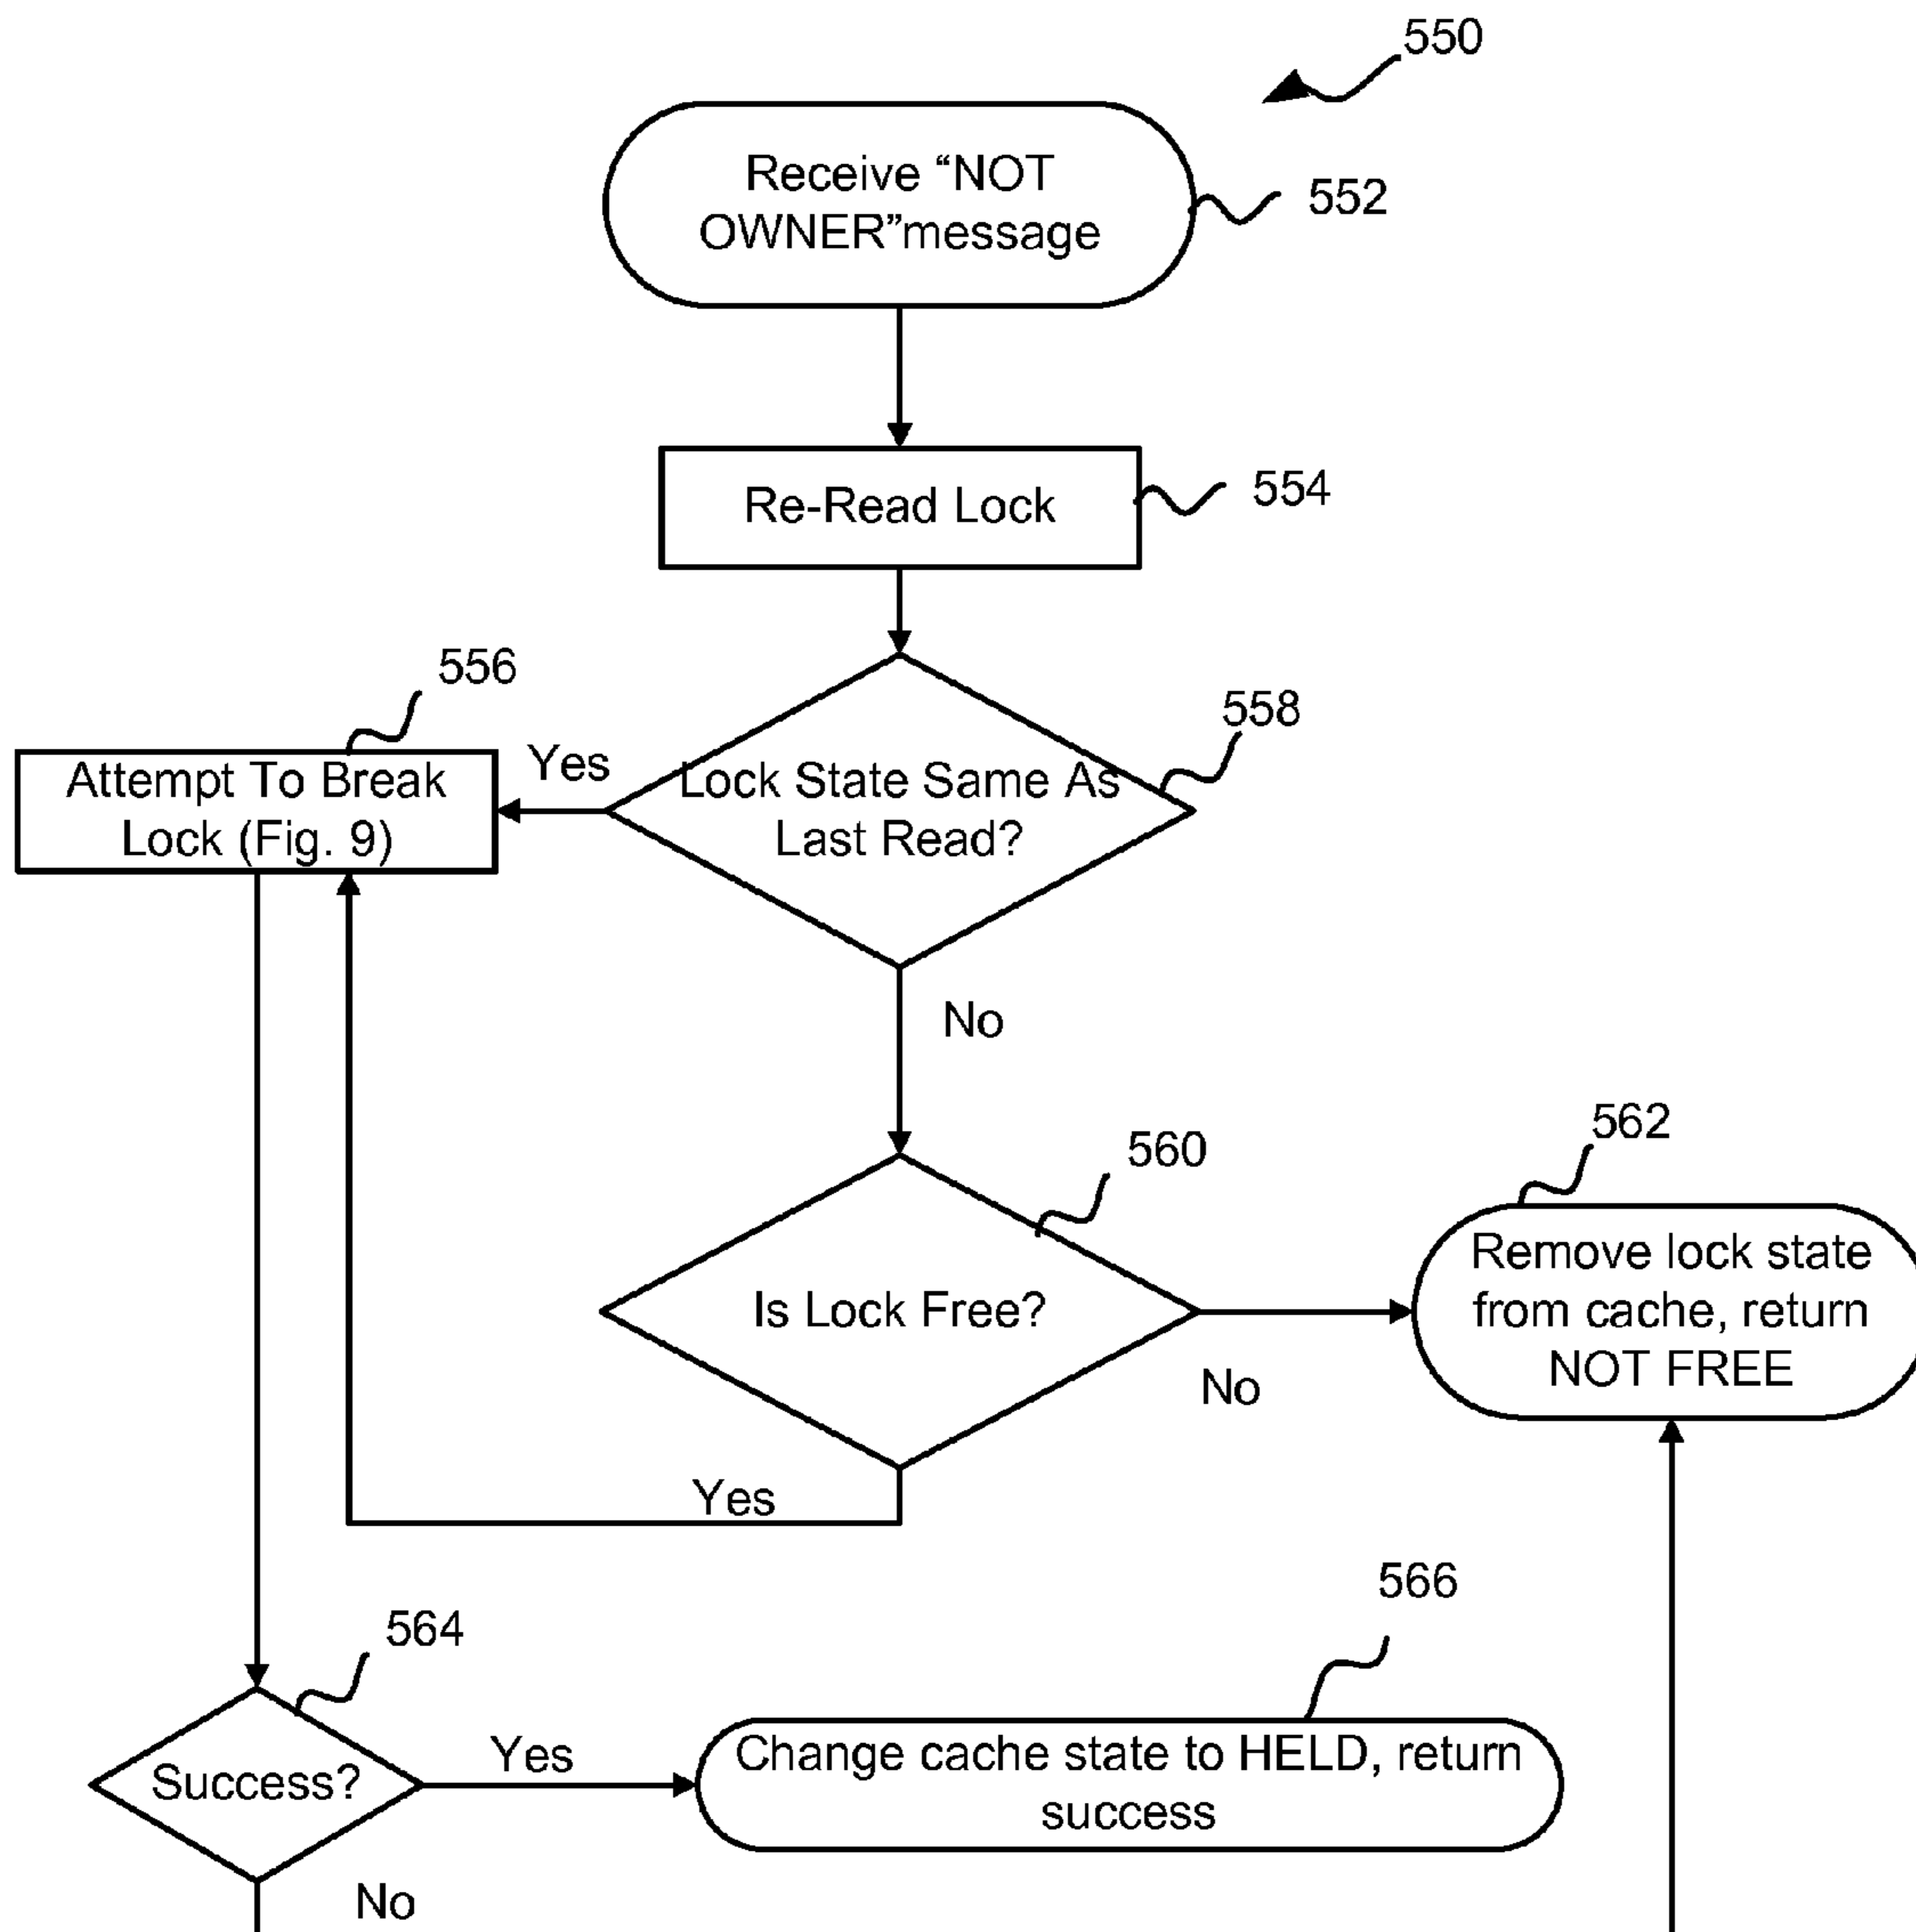 550
Receive “NOT
OWNER”message
552
Re-Read Lock
554
556
558
Attempt To Break
Lock (Fig. 9)
Yes
Lock State Same As
Last Read?
No
560
562
Is Lock Free?
Remove lock state
from cache, return
NOT FREE
No
Yes
566
564
Success?
Yes
Change cache state to HELD, return
success
No